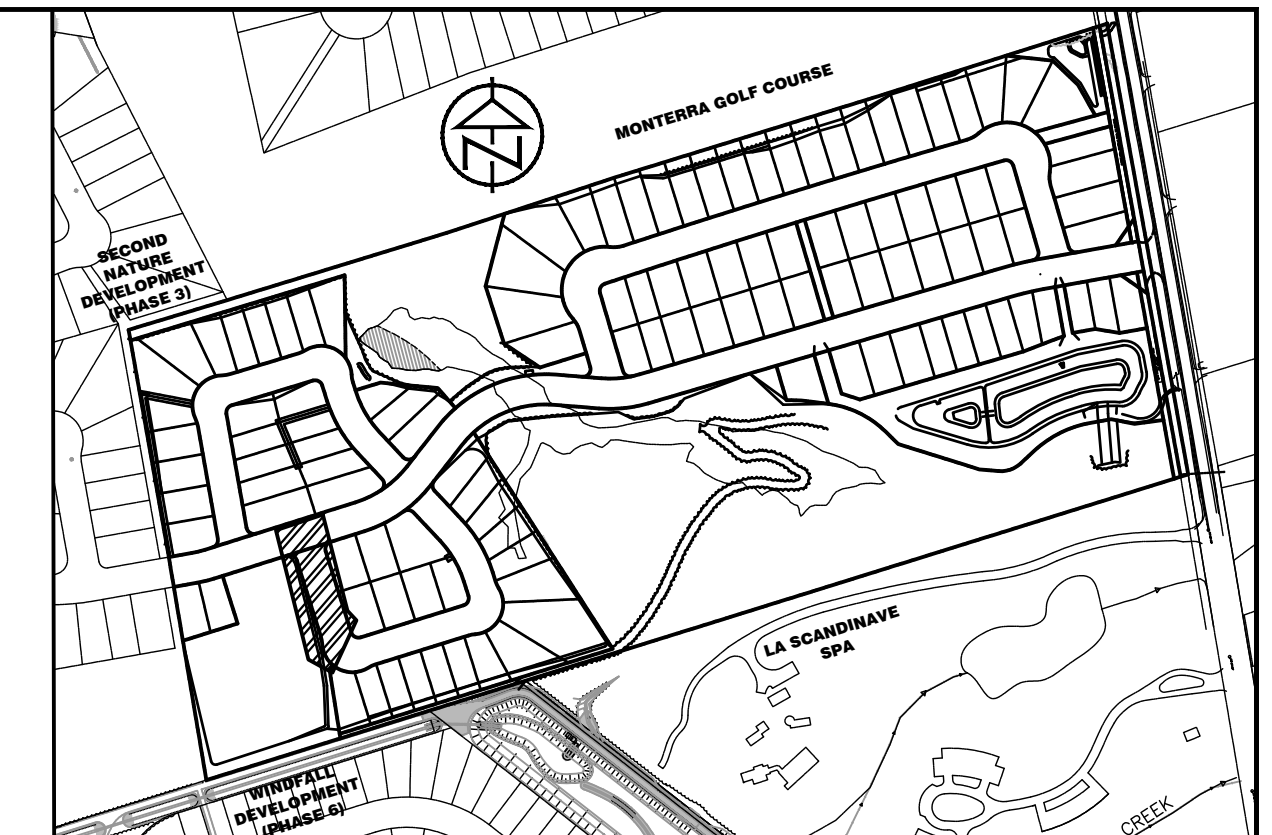 MONTERRA GOLF COURSE
SECOND
NATURE
DEVELOPMENT
(PHASE 3)
LA SCANDINAVE
SPA
WINDFALL
DEVELOPMENT
(PHASE 6)
CREEK